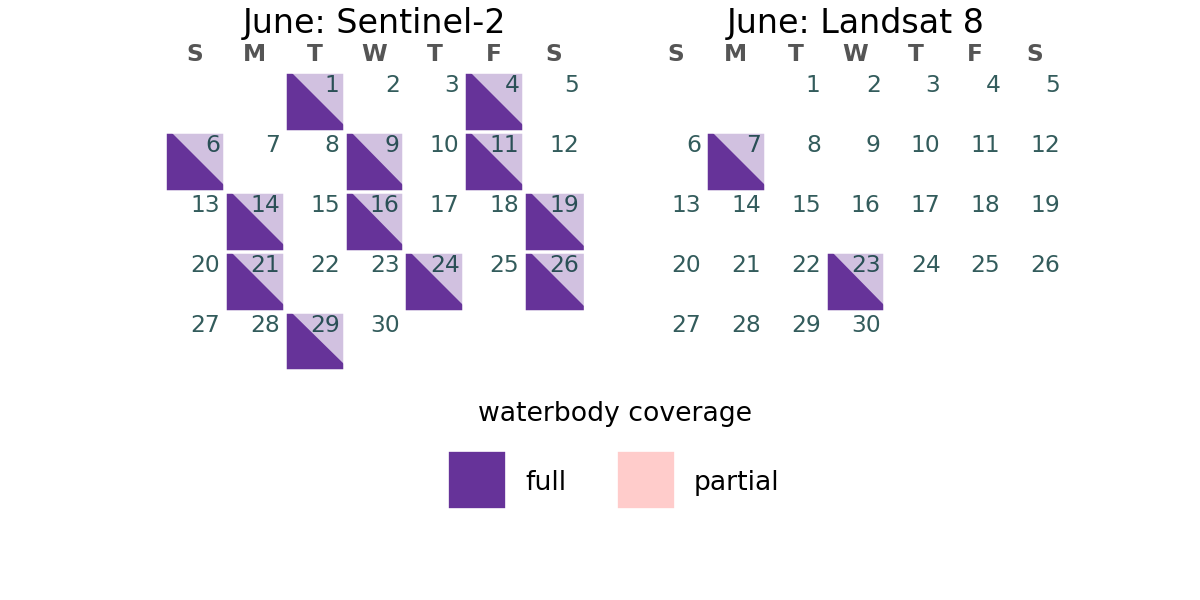 June: Sentinel-2
S M T W T F S
1 2 3 4 5
6 7 8 9 10 11 12
13 14 15 16 17 18 19
20 21 22 23 24 25 26
27 28 29 30
June: Landsat 8
S M T W T F S
1 2 3 4 5
6 7 8 9 10 11 12
13 14 15 16 17 18 19
20 21 22 23 24 25 26
27 28 29 30
waterbody coverage
full partial